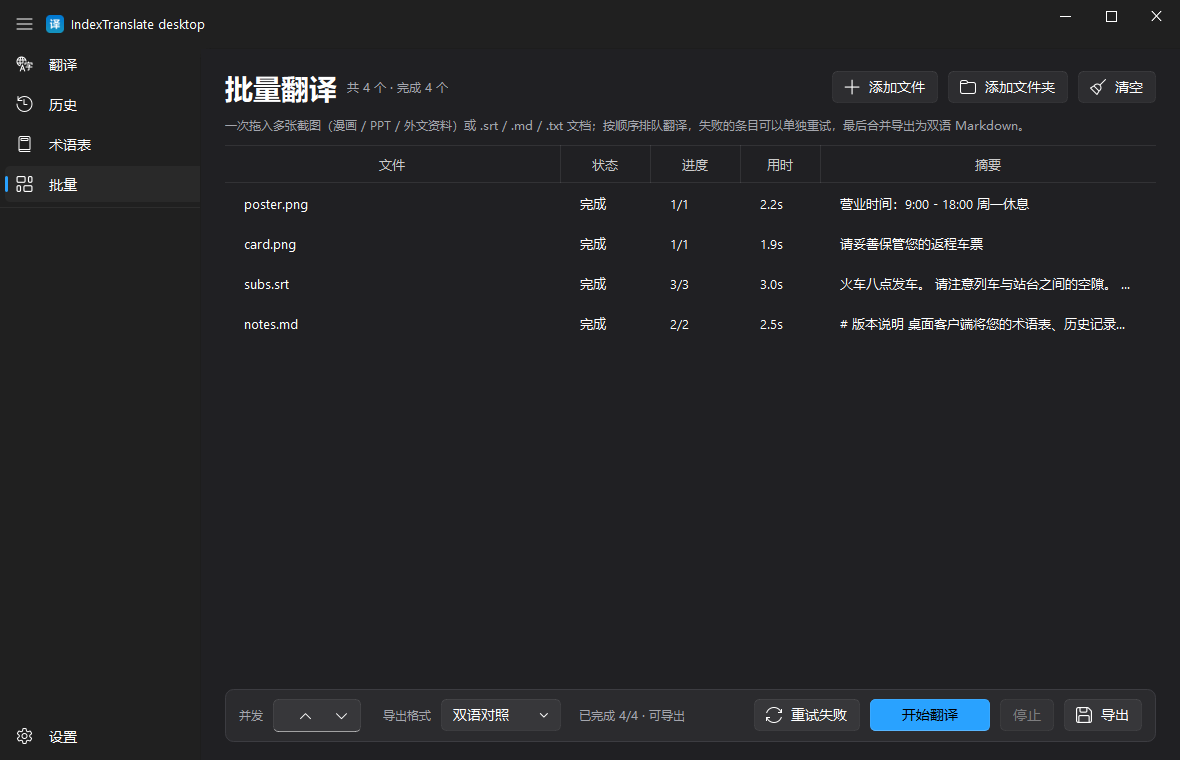 译 IndexTranslate desktop
翻译
历史
术语表
批量
设置
批量翻译 共 4 个 · 完成 4 个
添加文件 添加文件夹 清空
一次拖入多张截图（漫画 / PPT / 外文资料）或 .srt / .md / .txt 文档；按顺序排队翻译，失败的条目可以单独重试，最后合并导出为双语 Markdown。
文件 状态 进度 用时 摘要
poster.png 完成 1/1 2.2s 营业时间：9:00 - 18:00 周一休息
card.png 完成 1/1 1.9s 请妥善保管您的返程车票
subs.srt 完成 3/3 3.0s 火车八点发车。 请注意列车与站台之间的空隙。 ...
notes.md 完成 2/2 2.5s # 版本说明 桌面客户端将您的术语表、历史记录...
并发 导出格式 双语对照 已完成 4/4 · 可导出 重试失败 开始翻译 停止 导出